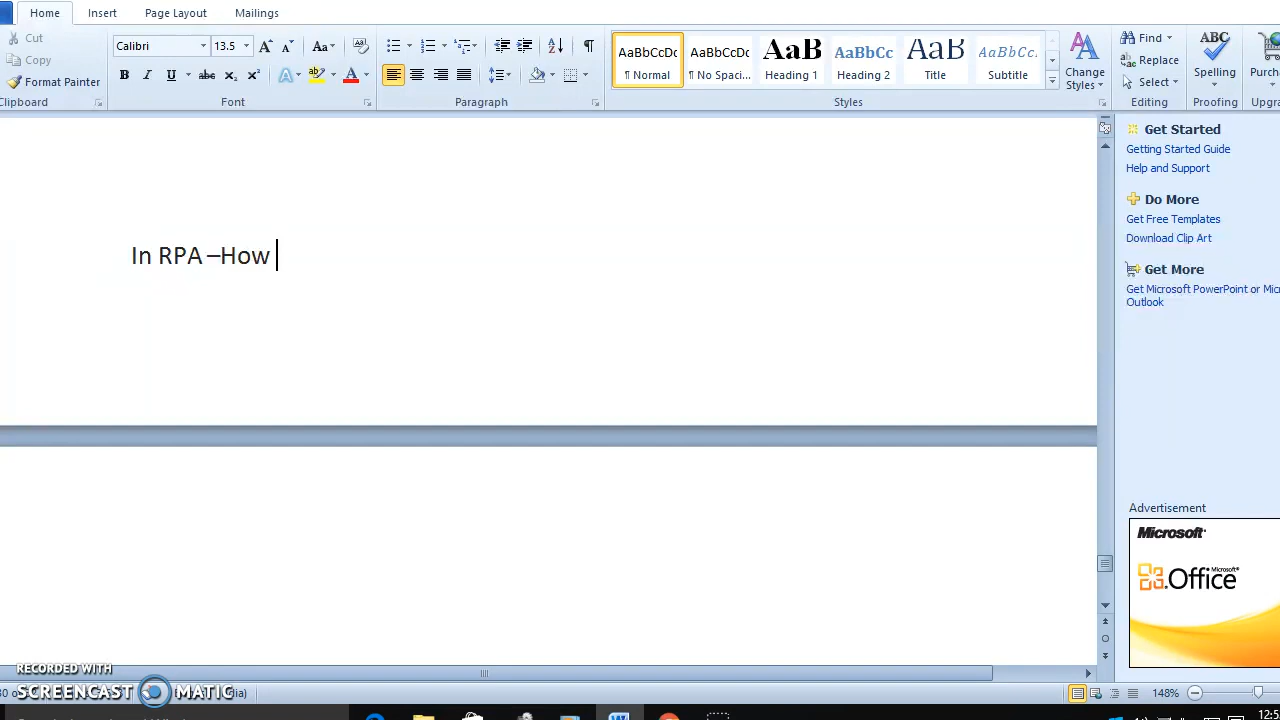 Home Insert Page Layout Mailings
Cut
Copy
Format Painter
Clipboard
Calibri 13.5
Font
Paragraph
AaBbCcDc AaBbCcDc AaB AaBbCc AaB AaBbCc.
¶ Normal ¶ No Spaci... Heading 1 Heading 2 Title Subtitle
Styles
Change
Styles
Find
Replace
Select
Editing
ABC
Spelling
Proofing
Get Started
Getting Started Guide
Help and Support
Do More
Get Free Templates
Download Clip Art
Get More
Get Microsoft PowerPoint or
Outlook
In RPA –How
Advertisement
Microsoft
Microsoft
Office
RECORDED WITH
SCREENCAST MATIC
148%
12:5